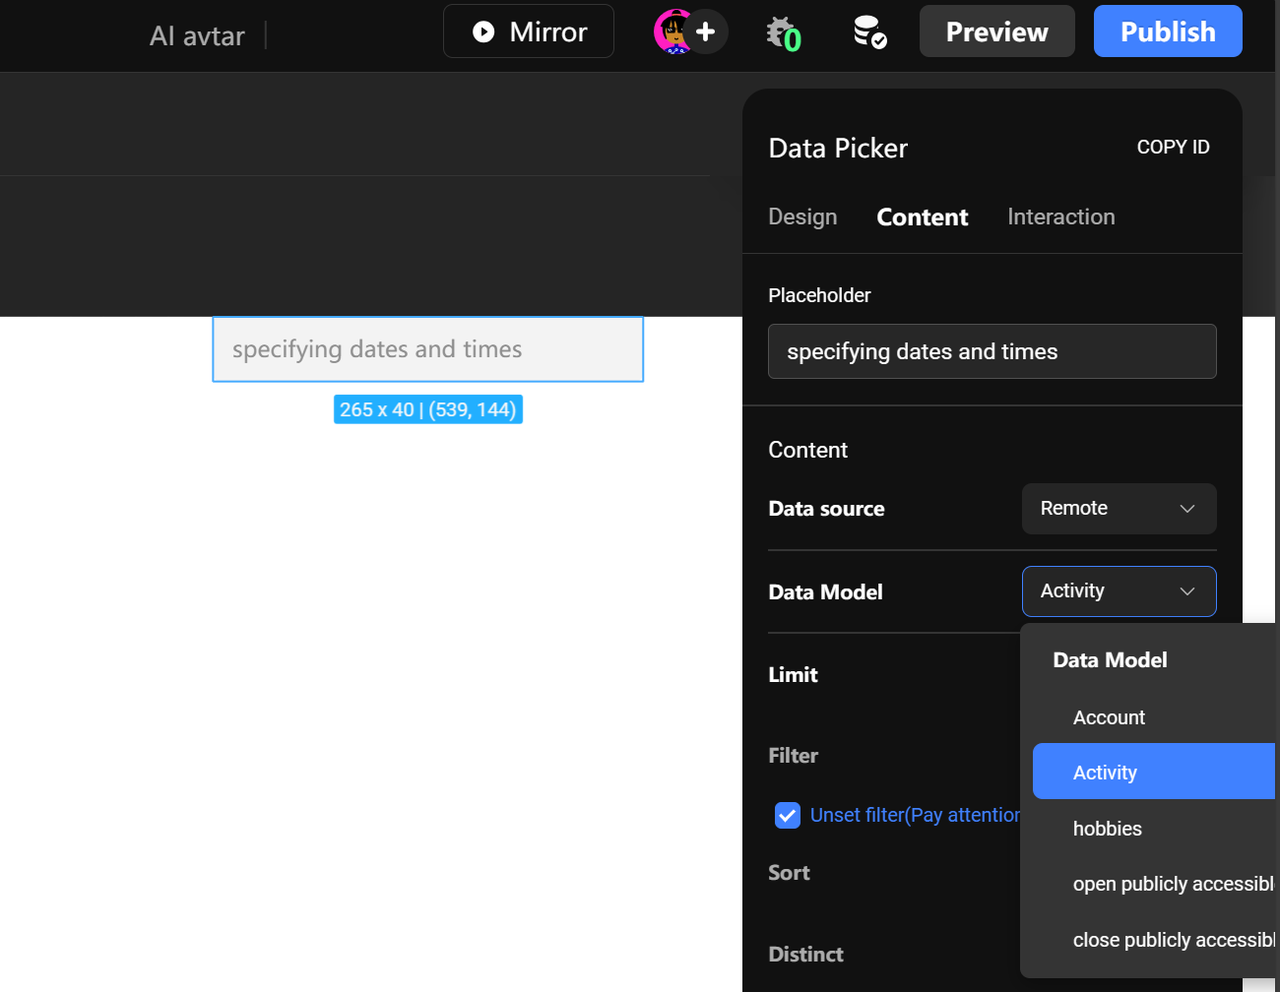 AI avtar
Mirror
0
Preview
Publish
Data Picker
COPY ID
Design
Content
Interaction
Placeholder
specifying dates and times
specifying dates and times
265 x 40 | (539, 144)
Content
Data source
Remote
Data Model
Activity
Data Model
Limit
Account
Filter
Activity
Unset filter(Pay attention
hobbies
Sort
open publicly accessibl
close publicly accessibl
Distinct